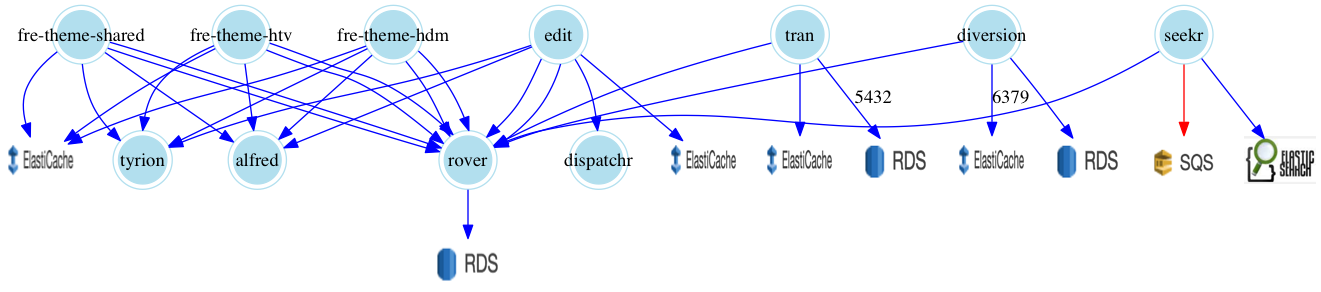 fre-theme-shared
fre-theme-htv
fre-theme-hdm
edit
tran
diversion
seekr
5432
6379
ElastiCache
tyrion
alfred
rover
dispatchr
ElastiCache
ElastiCache
RDS
ElastiCache
RDS
SQS
ELASTIC
SEARCH
RDS